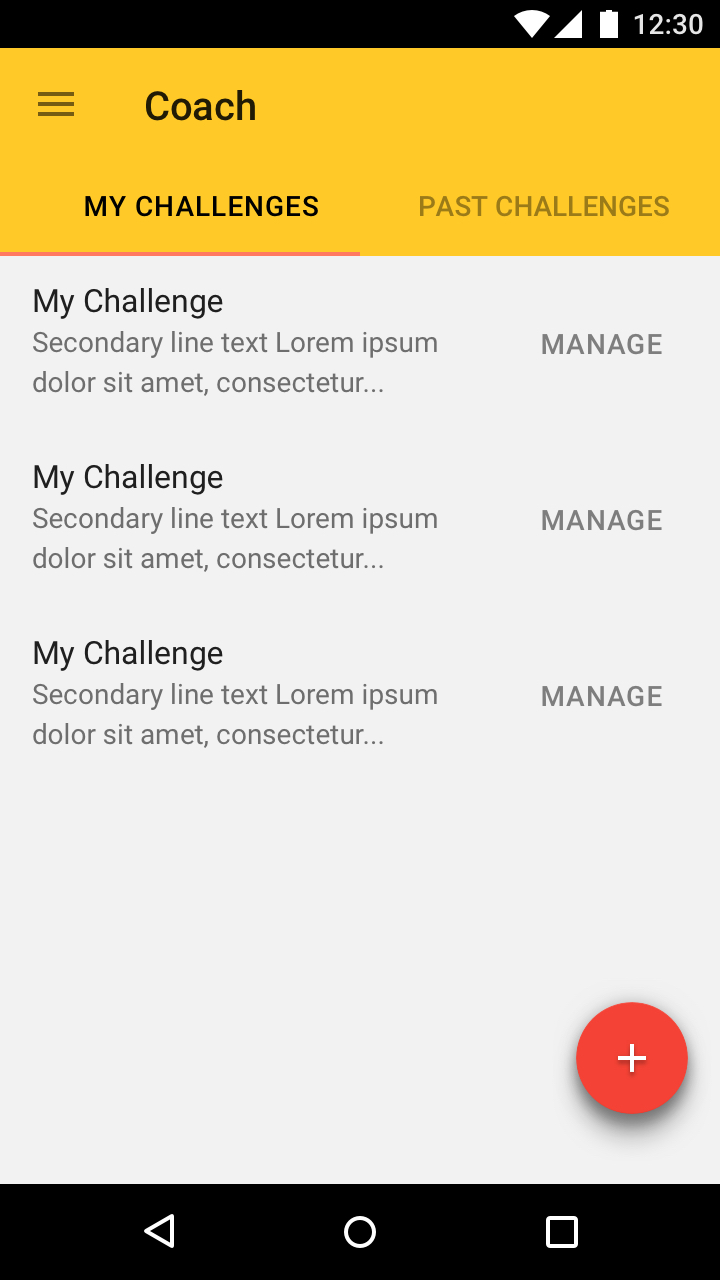 12:30
Coach
MY CHALLENGES
PAST CHALLENGES
My Challenge
Secondary line text Lorem ipsum
dolor sit amet, consectetur...
MANAGE
My Challenge
Secondary line text Lorem ipsum
dolor sit amet, consectetur...
MANAGE
My Challenge
Secondary line text Lorem ipsum
dolor sit amet, consectetur...
MANAGE